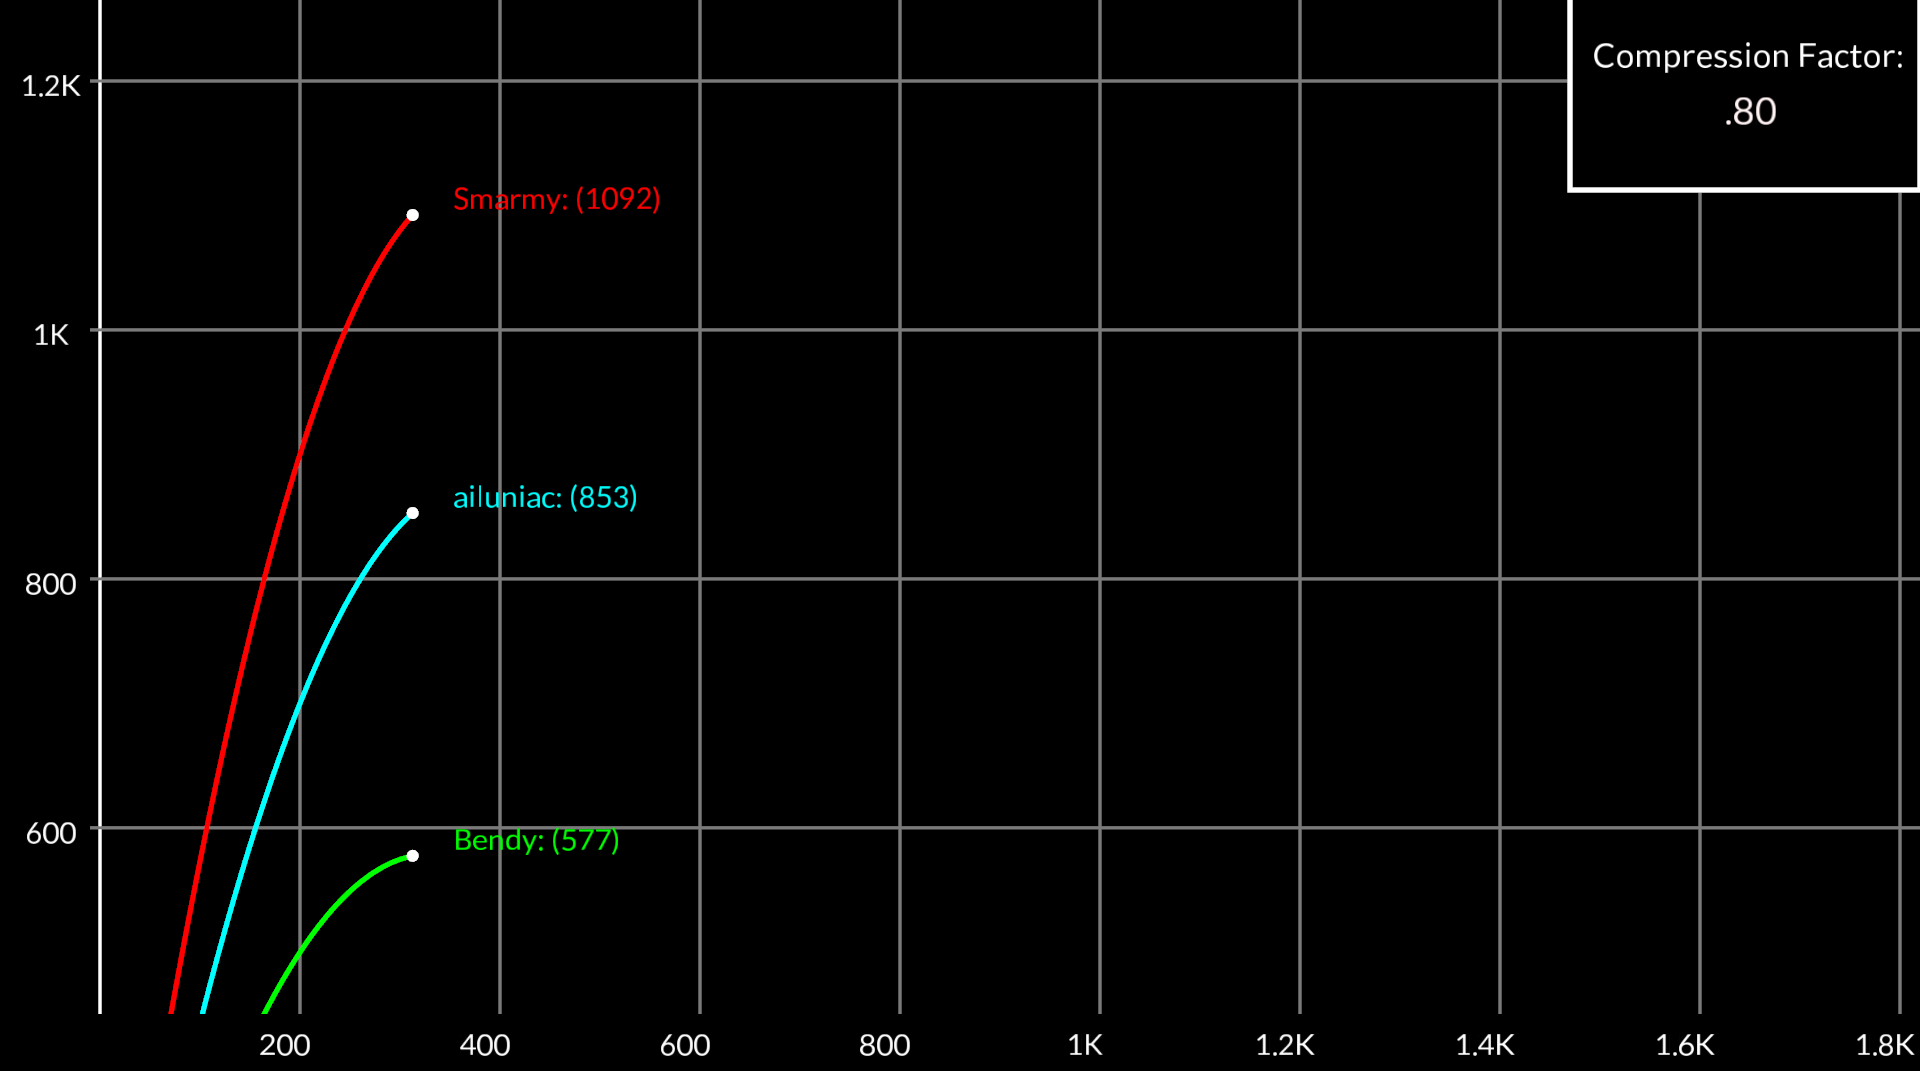 Compression Factor:
.80
1.2K
Smarmy: (1092)
1K
ailuniac: (853)
800
600
Bendy: (577)
200 400 600 800 1K 1.2K 1.4K 1.6K 1.8K